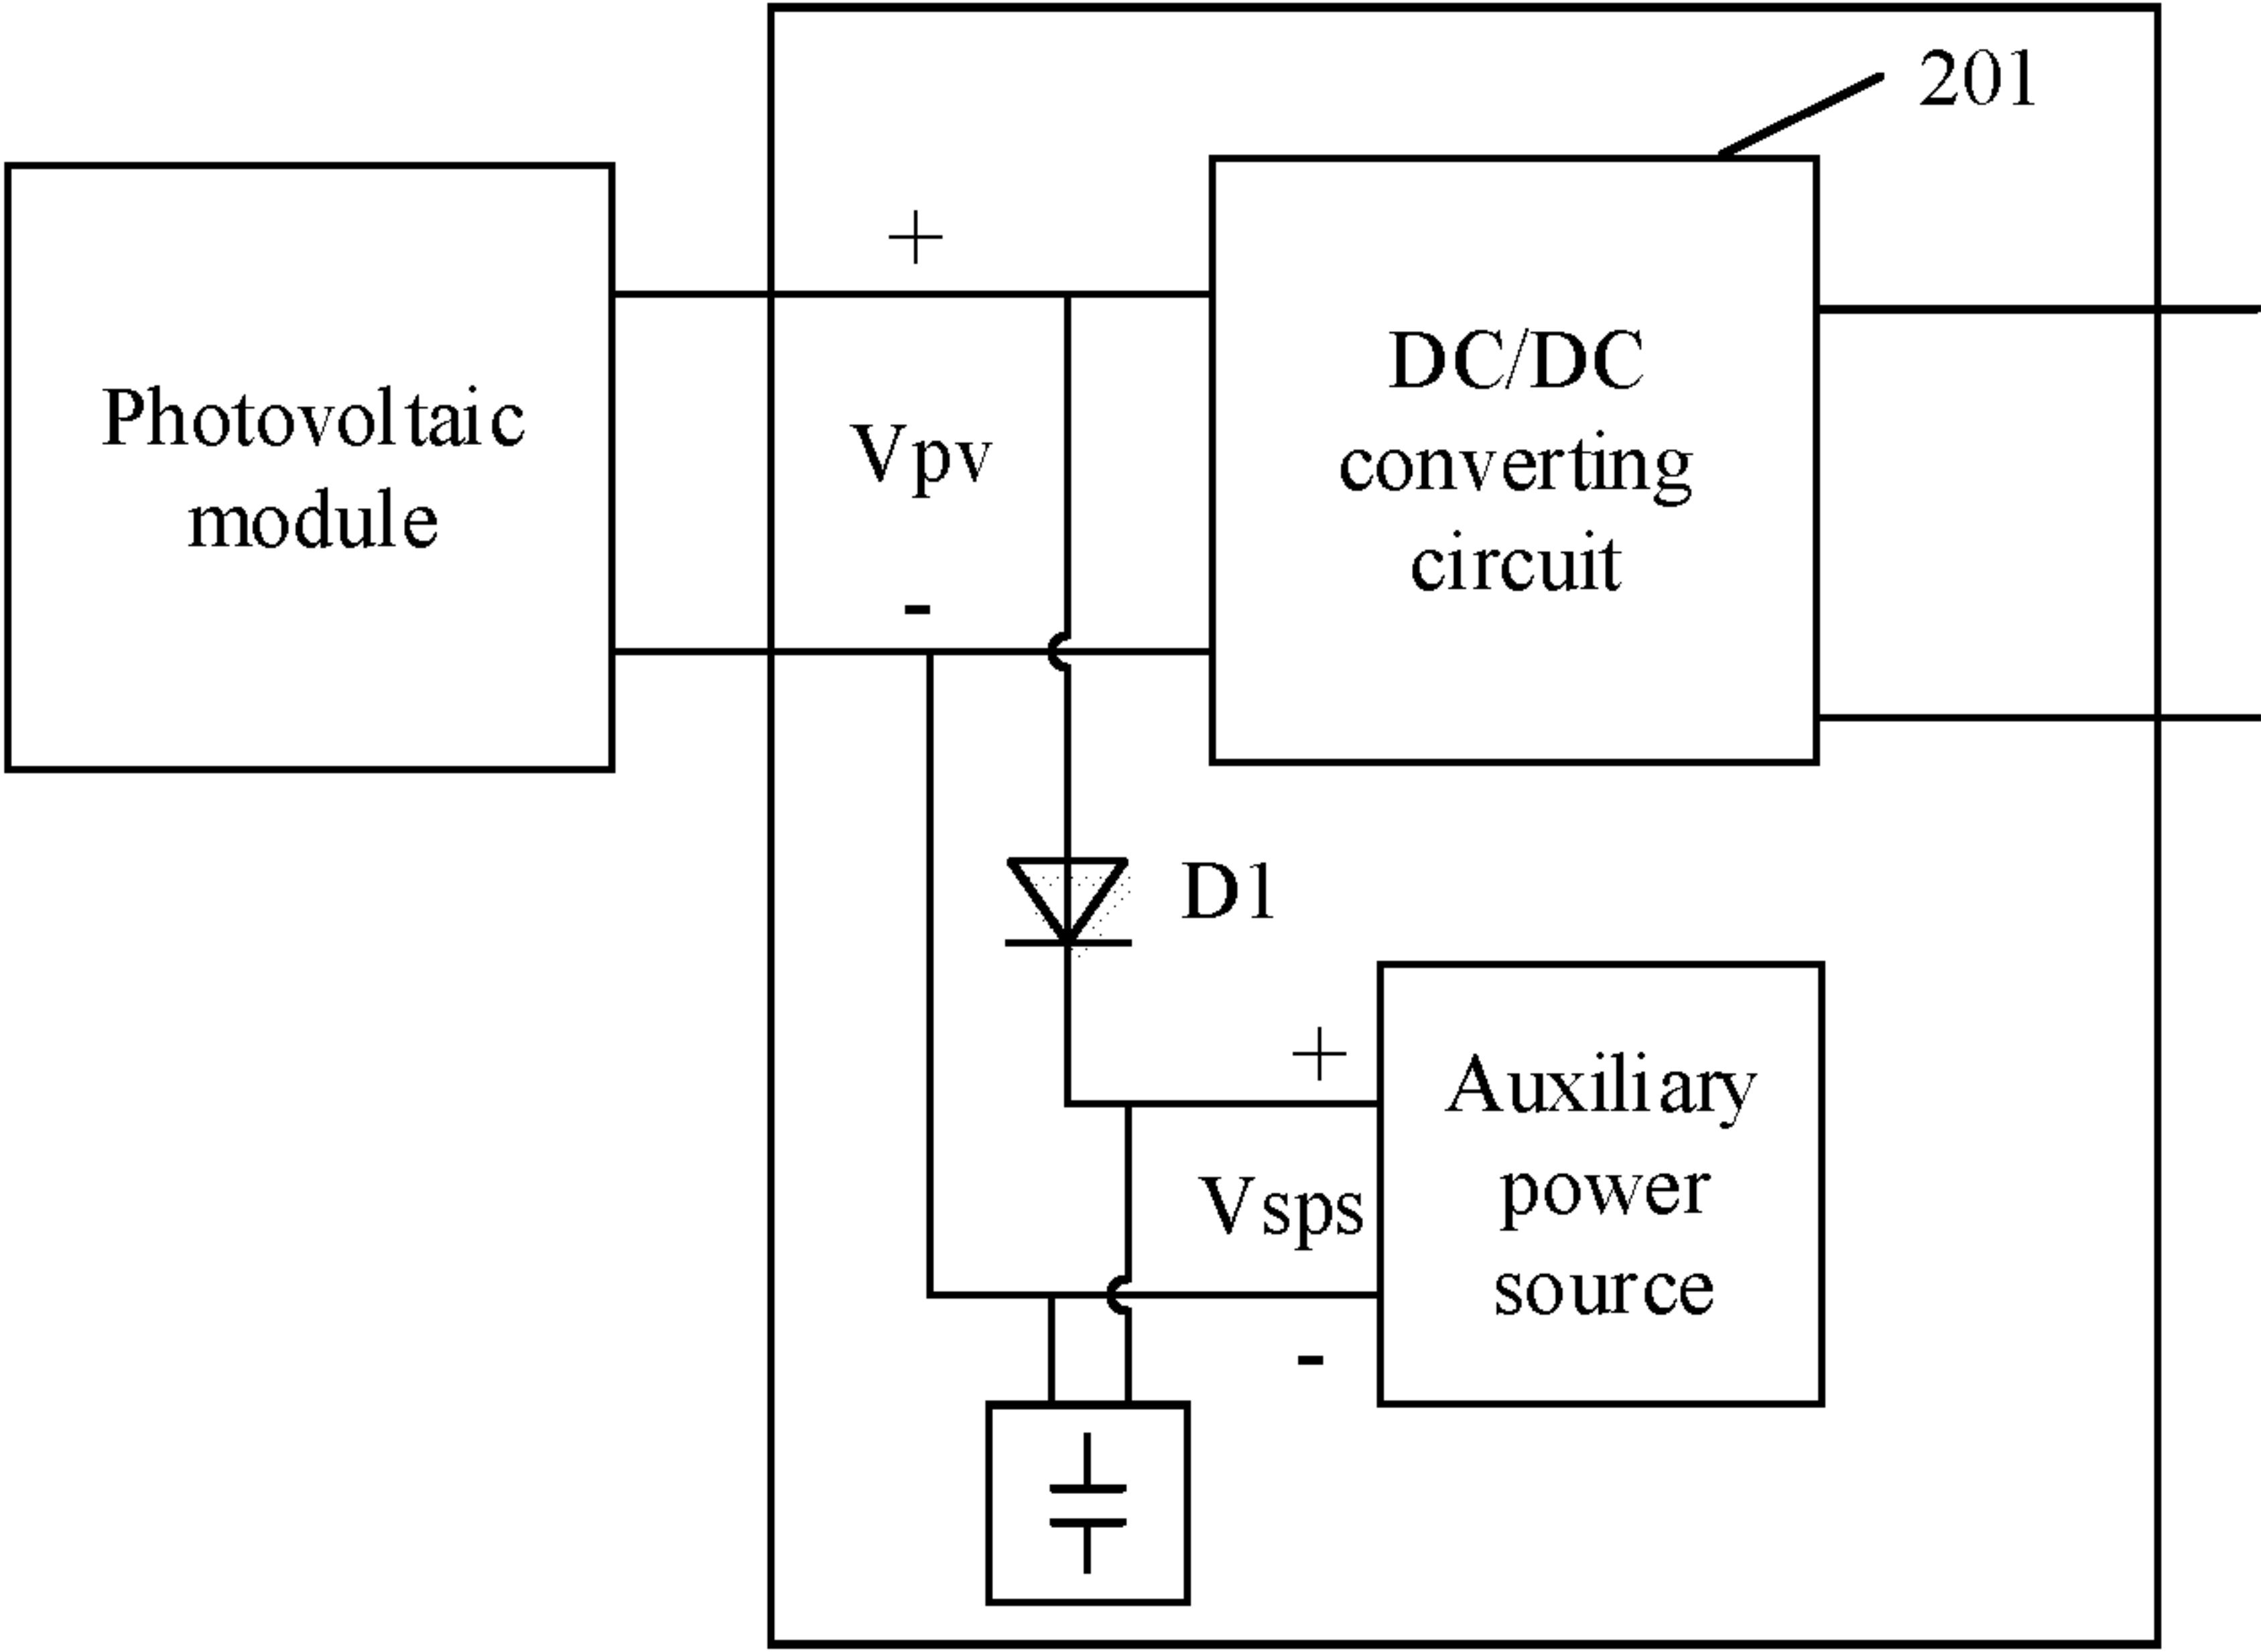 201
+
Photovoltaic
module
Vpv
-
DC/DC
converting
circuit
D1
+
Vsps
-
Auxiliary
power
source